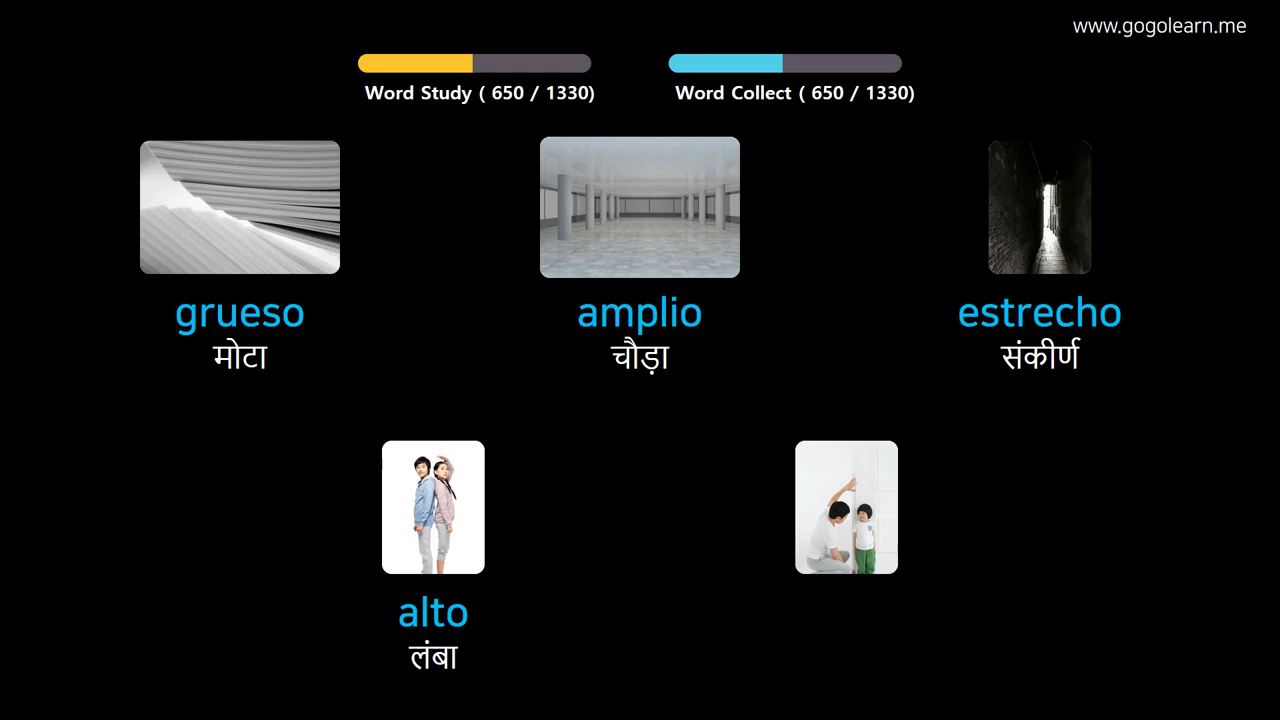 www.gogolearn.me
Word Study ( 650 / 1330)
Word Collect ( 650 / 1330)
grueso
मोटा
amplio
चौड़ा
estrecho
संकीर्ण
alto
लंबा